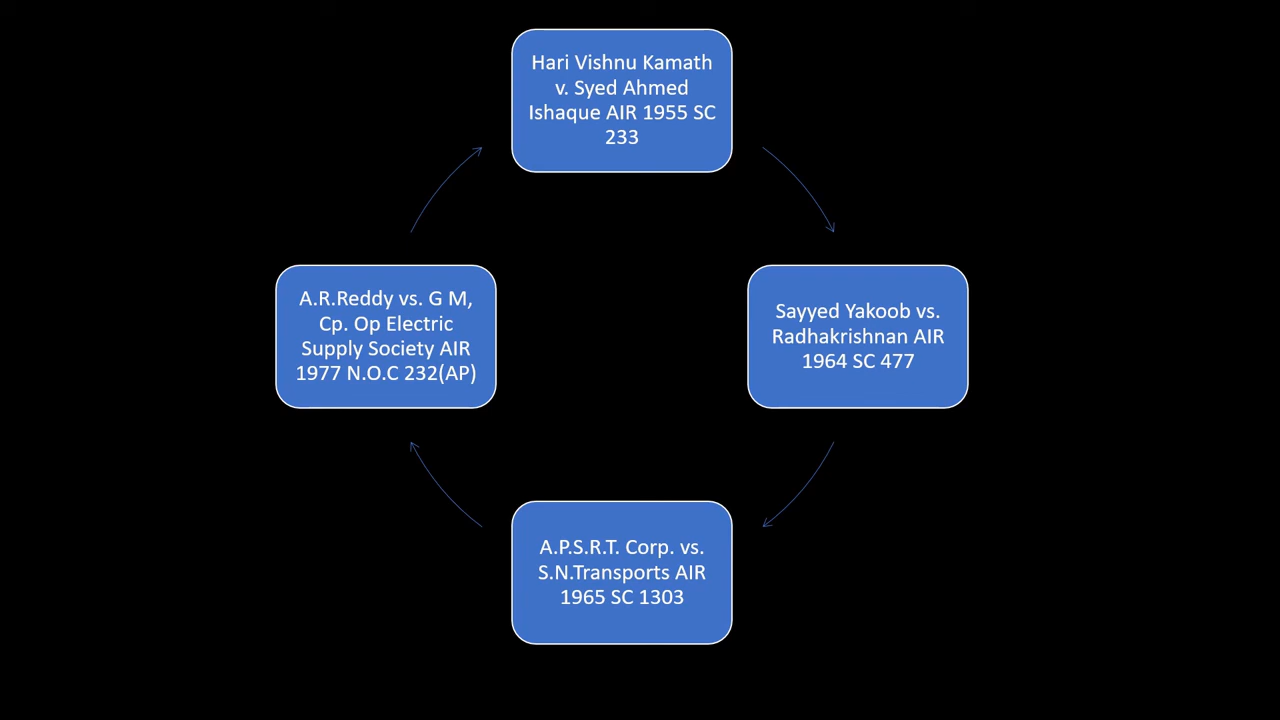 Hari Vishnu Kamath
v. Syed Ahmed
Ishaque AIR 1955 SC
233
Sayyed Yakoob vs.
Radhakrishnan AIR
1964 SC 477
A.P.S.R.T. Corp. vs.
S.N.Transports AIR
1965 SC 1303
A.R.Reddy vs. G M,
Cp. Op Electric
Supply Society AIR
1977 N.O.C 232(AP)